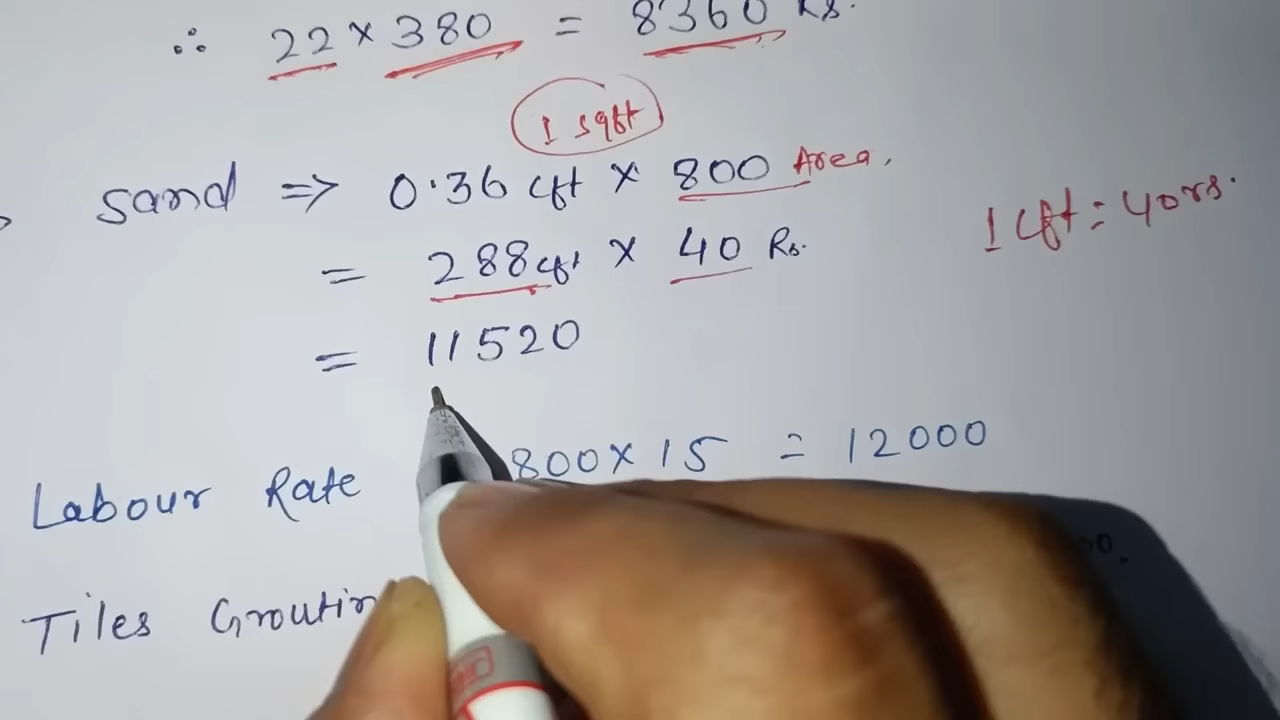 ∴ 22 × 380 = 8360 Rs.
1 sqft
Sand ⇒ 0.36 cft × 800 Area.
1 cft = 40 rs.
= 288 cft × 40 Rs.
= 11520
Labour Rate 800 × 15 = 12000
Tiles Groutin